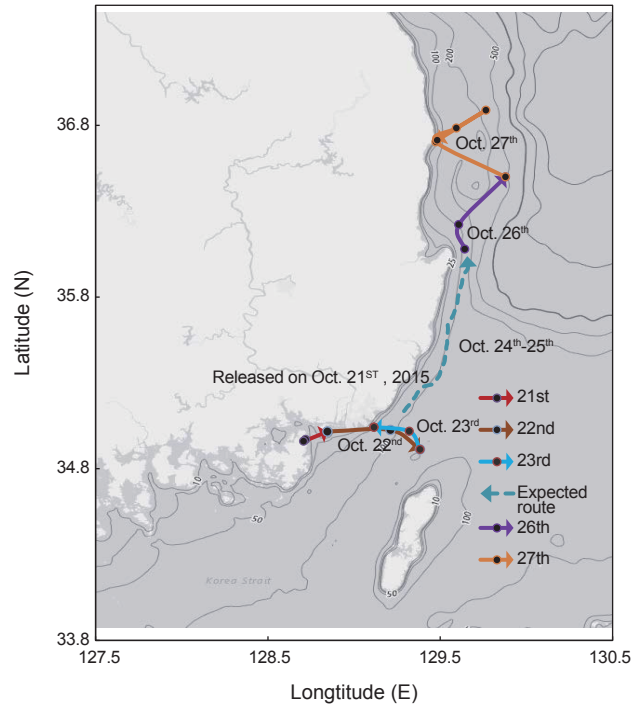 100
200
500
36.8
Oct. 27th
Oct. 26th
25
35.8
Latitude (N)
Oct. 24th-25th
Released on Oct. 21ST , 2015
21st
Oct. 23rd
Oct. 22nd
22nd
34.8
23rd
10
Expected
route
10
50
100
26th
27th
Korea Strait
50
33.8
127.5
128.5
129.5
130.5
Longtitude (E)